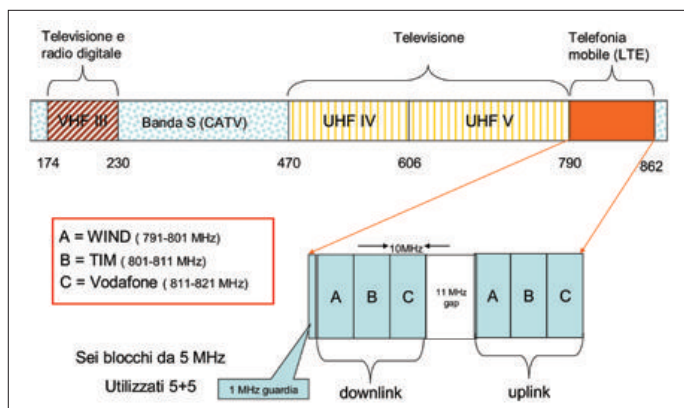 Televisione e
radio digitale
Televisione
Telefonia
mobile (LTE)
VHF III
Banda S (CATV)
UHF IV
UHF V
174
230
470
606
790
862
A = WIND ( 791-801 MHz)
B = TIM ( 801-811 MHz)
C = Vodafone ( 811-821 MHz)
10MHz
A
B
C
11 MHz
gap
A
B
C
Sei blocchi da 5 MHz
Utilizzati 5+5
1 MHz guardia
downlink
uplink